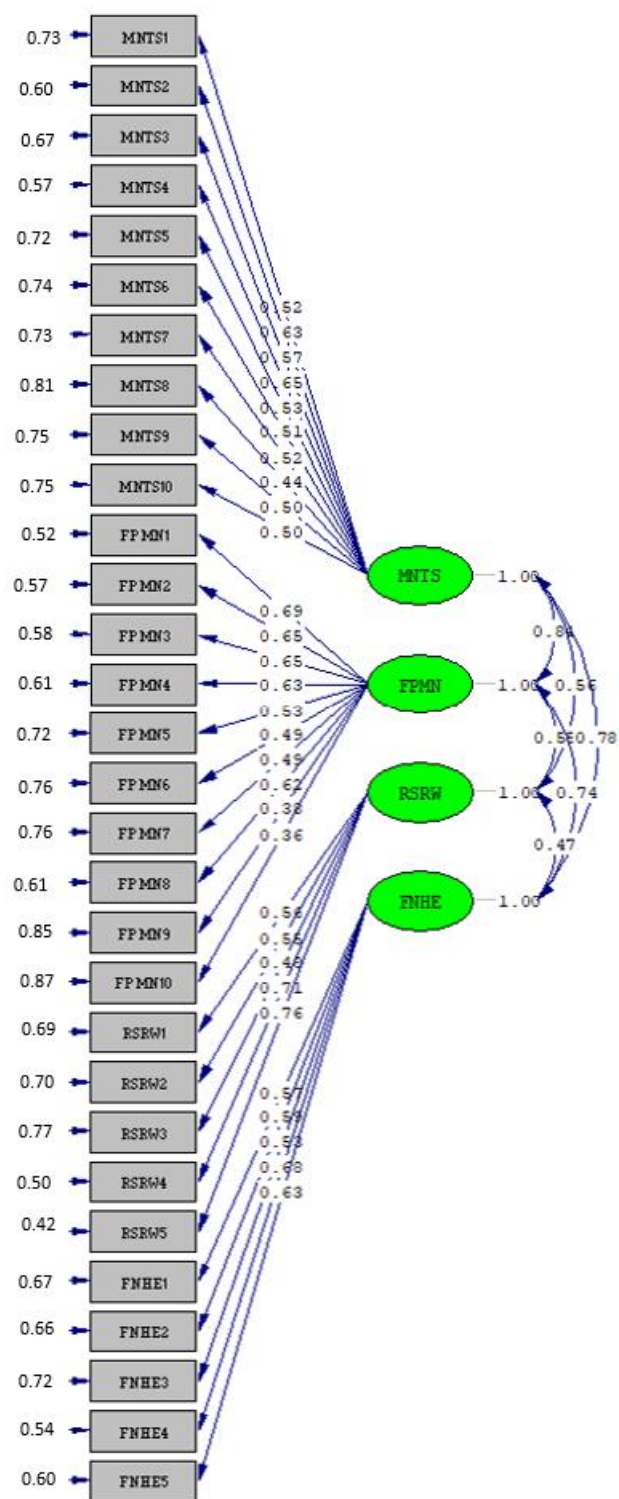 0.73 MNTS1
0.60 MNTS2
0.67 MNTS3
0.57 MNTS4
0.72 MNTS5
0.74 MNTS6
0.73 MNTS7
0.81 MNTS8
0.75 MNTS9
0.75 MNTS10
0.52 FPMN1
0.57 FPMN2
0.58 FPMN3
0.61 FPMN4
0.72 FPMN5
0.76 FPMN6
0.76 FPMN7
0.61 FPMN8
0.85 FPMN9
0.87 FPMN10
0.69 RSRW1
0.70 RSRW2
0.77 RSRW3
0.50 RSRW4
0.42 RSRW5
0.67 FNHE1
0.66 FNHE2
0.72 FNHE3
0.54 FNHE4
0.60 FNHE5
0.52
0.63
0.57
0.65
0.53
0.51
0.52
0.44
0.50
0.50
0.69
0.65
0.65
0.63
0.53
0.49
0.49
0.62
0.38
0.36
0.56
0.55
0.48
0.71
0.76
0.57
0.59
0.53
0.68
0.63
MNTS 1.00
FPMN 1.00
RSRW 1.00
FNHE 1.00
0.84
0.56
0.78
0.74
0.47